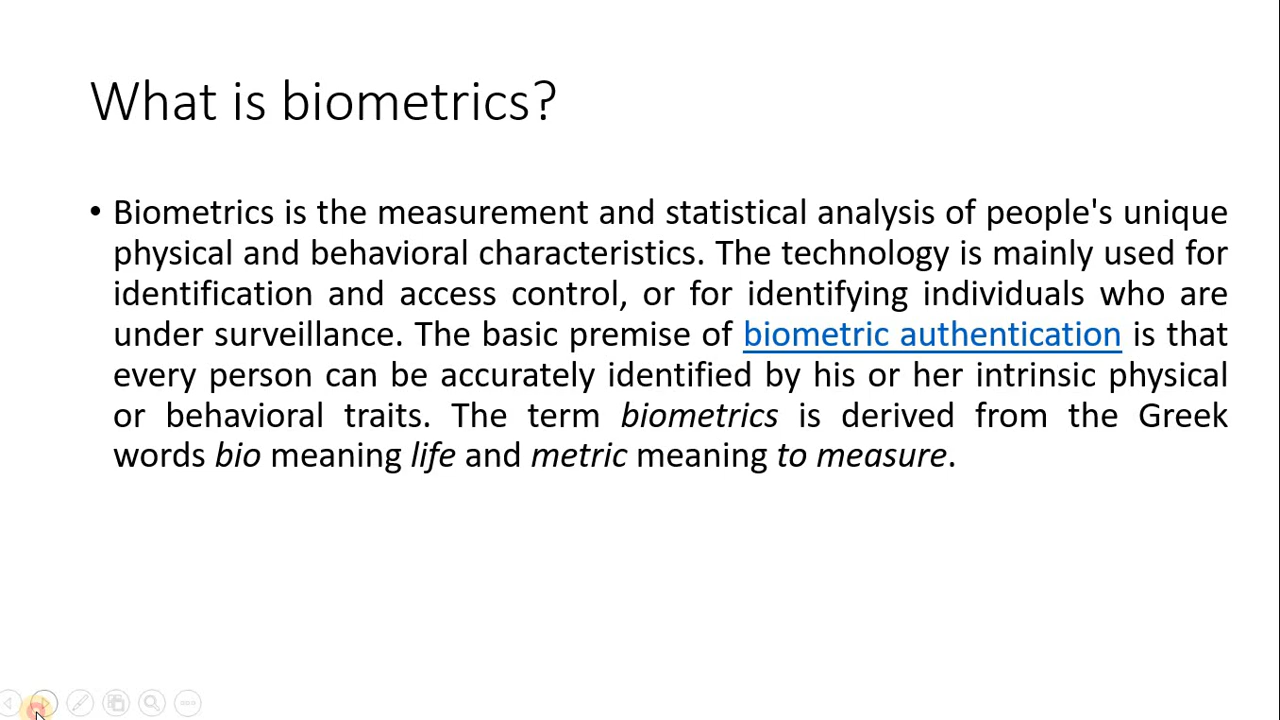 What is biometrics?
• Biometrics is the measurement and statistical analysis of people's unique
physical and behavioral characteristics. The technology is mainly used for
identification and access control, or for identifying individuals who are
under surveillance. The basic premise of biometric authentication is that
every person can be accurately identified by his or her intrinsic physical
or behavioral traits. The term biometrics is derived from the Greek
words bio meaning life and metric meaning to measure.